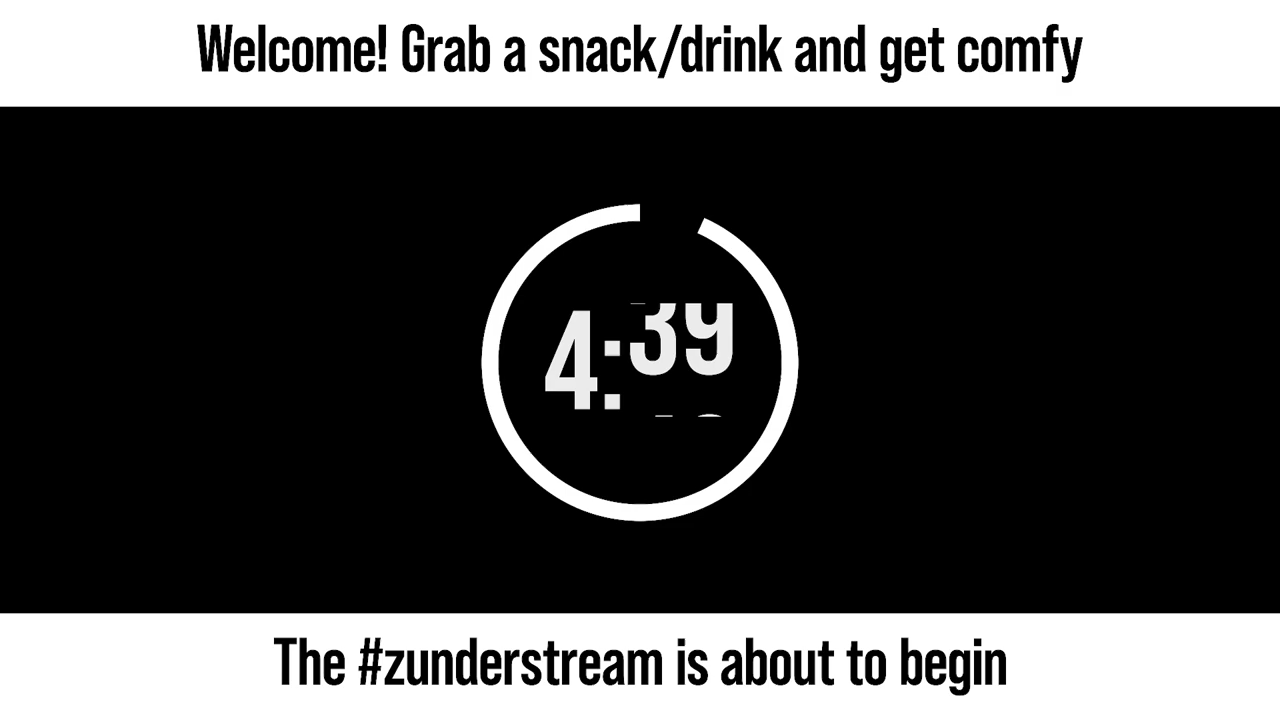 Welcome! Grab a snack/drink and get comfy
4:39
The #zunderstream is about to begin